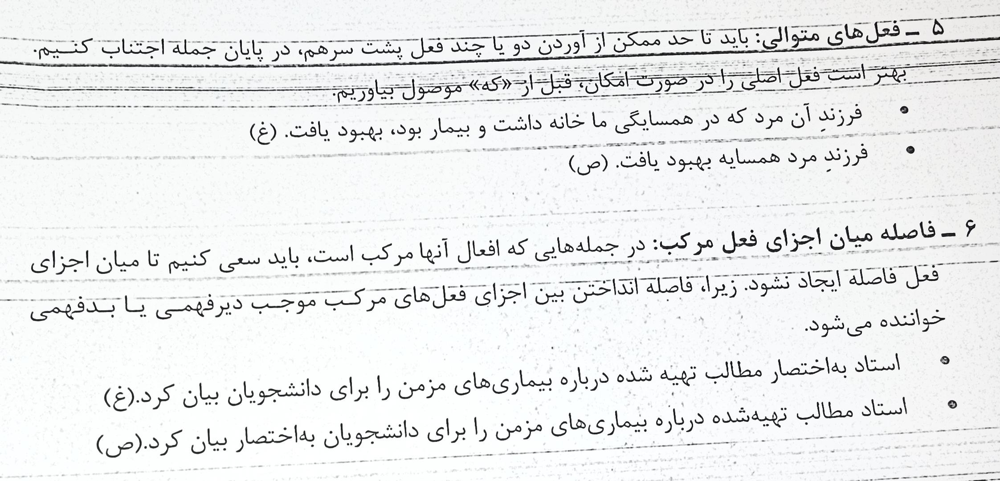 ۵ ــ فعل‌های متوالی: باید تا حد ممکن از آوردن دو یا چند فعل پشت سرهم، در پایان جمله اجتناب کنیم.
بهتر است فعل اصلی را در صورت امکان، قبل از «که» موصول بیاوریم.
• فرزندِ آن مرد که در همسایگی ما خانه داشت و بیمار بود، بهبود یافت. (غ)
• فرزندِ مرد همسایه بهبود یافت. (ص)
۶ ــ فاصله میان اجزای فعل مرکب: در جمله‌هایی که افعال آنها مرکب است، باید سعی کنیم تا میان اجزای
فعل فاصله ایجاد نشود. زیرا، فاصله انداختن بین اجزای فعل‌های مرکب موجب دیرفهمی یا بدفهمی
خواننده می‌شود.
• استاد به‌اختصار مطالب تهیه شده درباره بیماری‌های مزمن را برای دانشجویان بیان کرد.(غ)
• استاد مطالب تهیه‌شده درباره بیماری‌های مزمن را برای دانشجویان به‌اختصار بیان کرد.(ص)